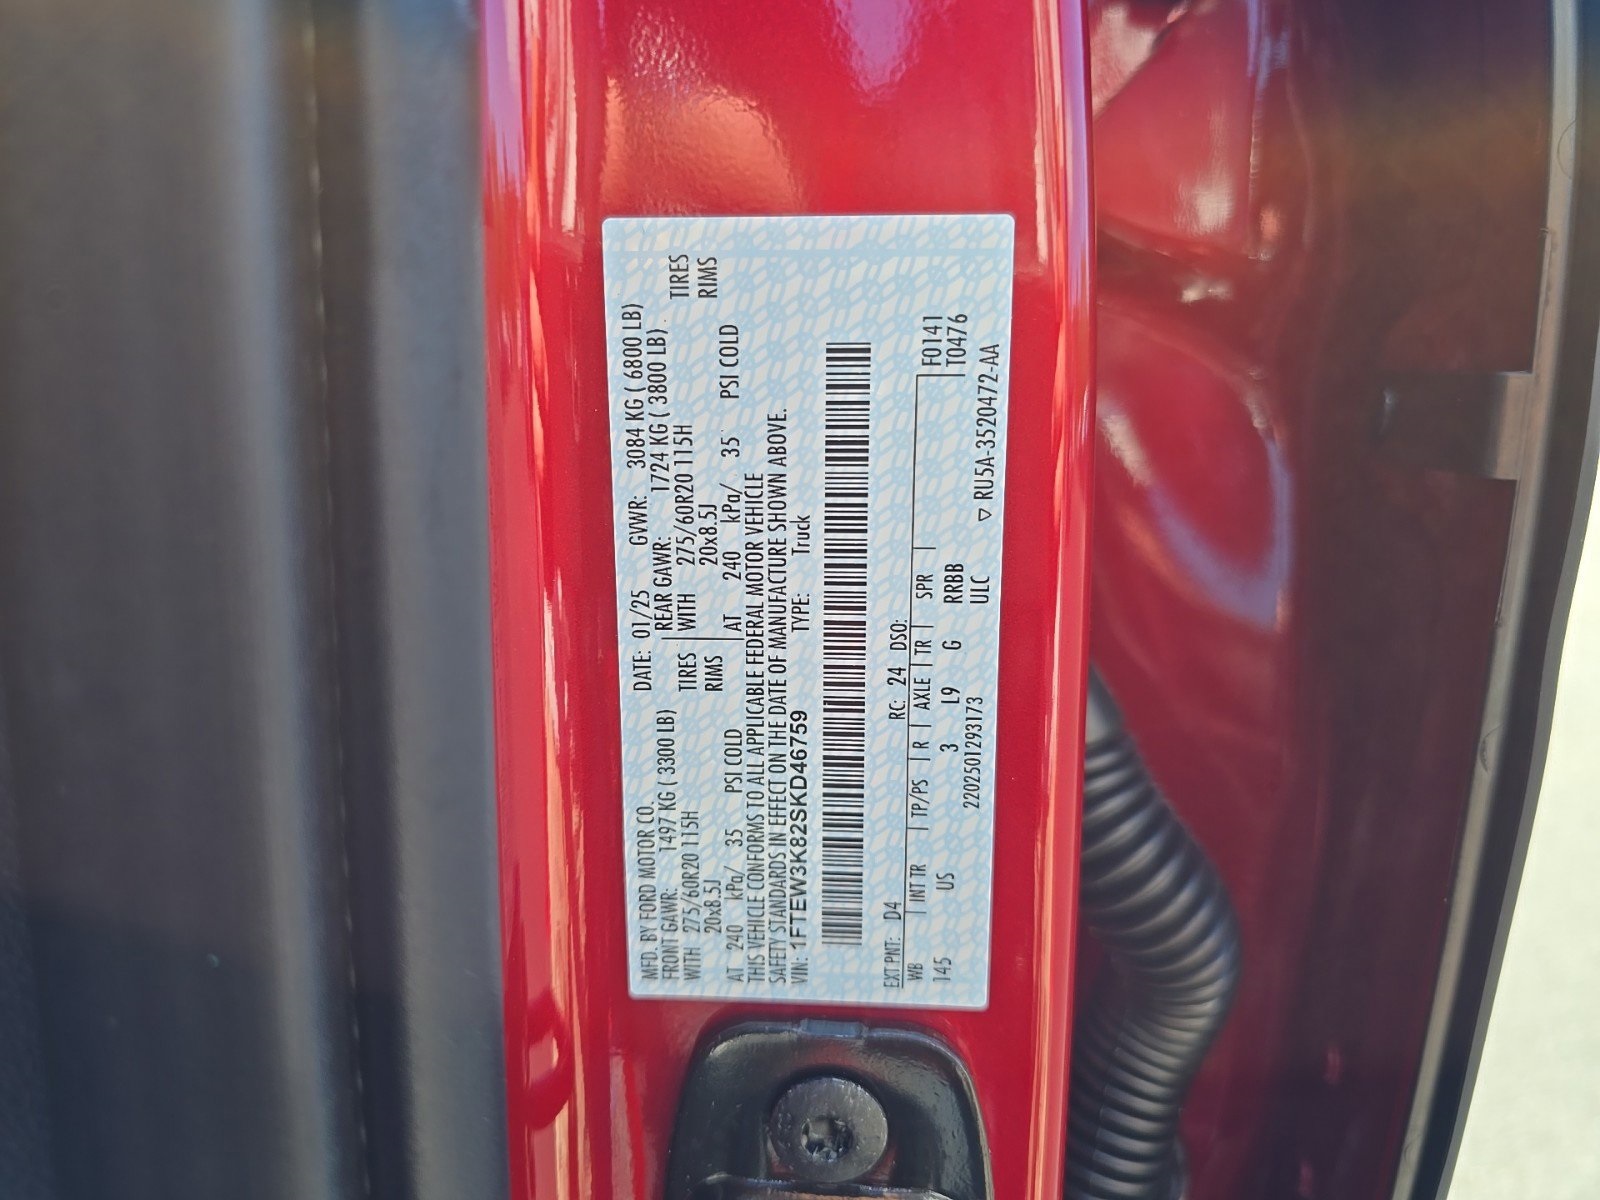 MFD. BY FORD MOTOR CO.
DATE: 01/25 GVWR: 3084 KG ( 6800 LB)
FRONT GAWR: 1497 KG ( 3300 LB) REAR GAWR: 1724 KG ( 3800 LB)
WITH 275/60R20 115H TIRES WITH 275/60R20 115H TIRES
20x8.5J RIMS 20x8.5J RIMS
AT 240 kPa/ 35 PSI COLD AT 240 kPa/ 35 PSI COLD
THIS VEHICLE CONFORMS TO ALL APPLICABLE FEDERAL MOTOR VEHICLE
SAFETY STANDARDS IN EFFECT ON THE DATE OF MANUFACTURE SHOWN ABOVE.
VIN: 1FTEW3K82SKD46759 TYPE: Truck
EXT PNT: D4 RC: 24 DSO:
WB INT TR TP/PS R AXLE TR SPR F0141
145 US 3 L9 G RRBB T0476
2202501293173 ULC
▽ RU5A-3520472-AA